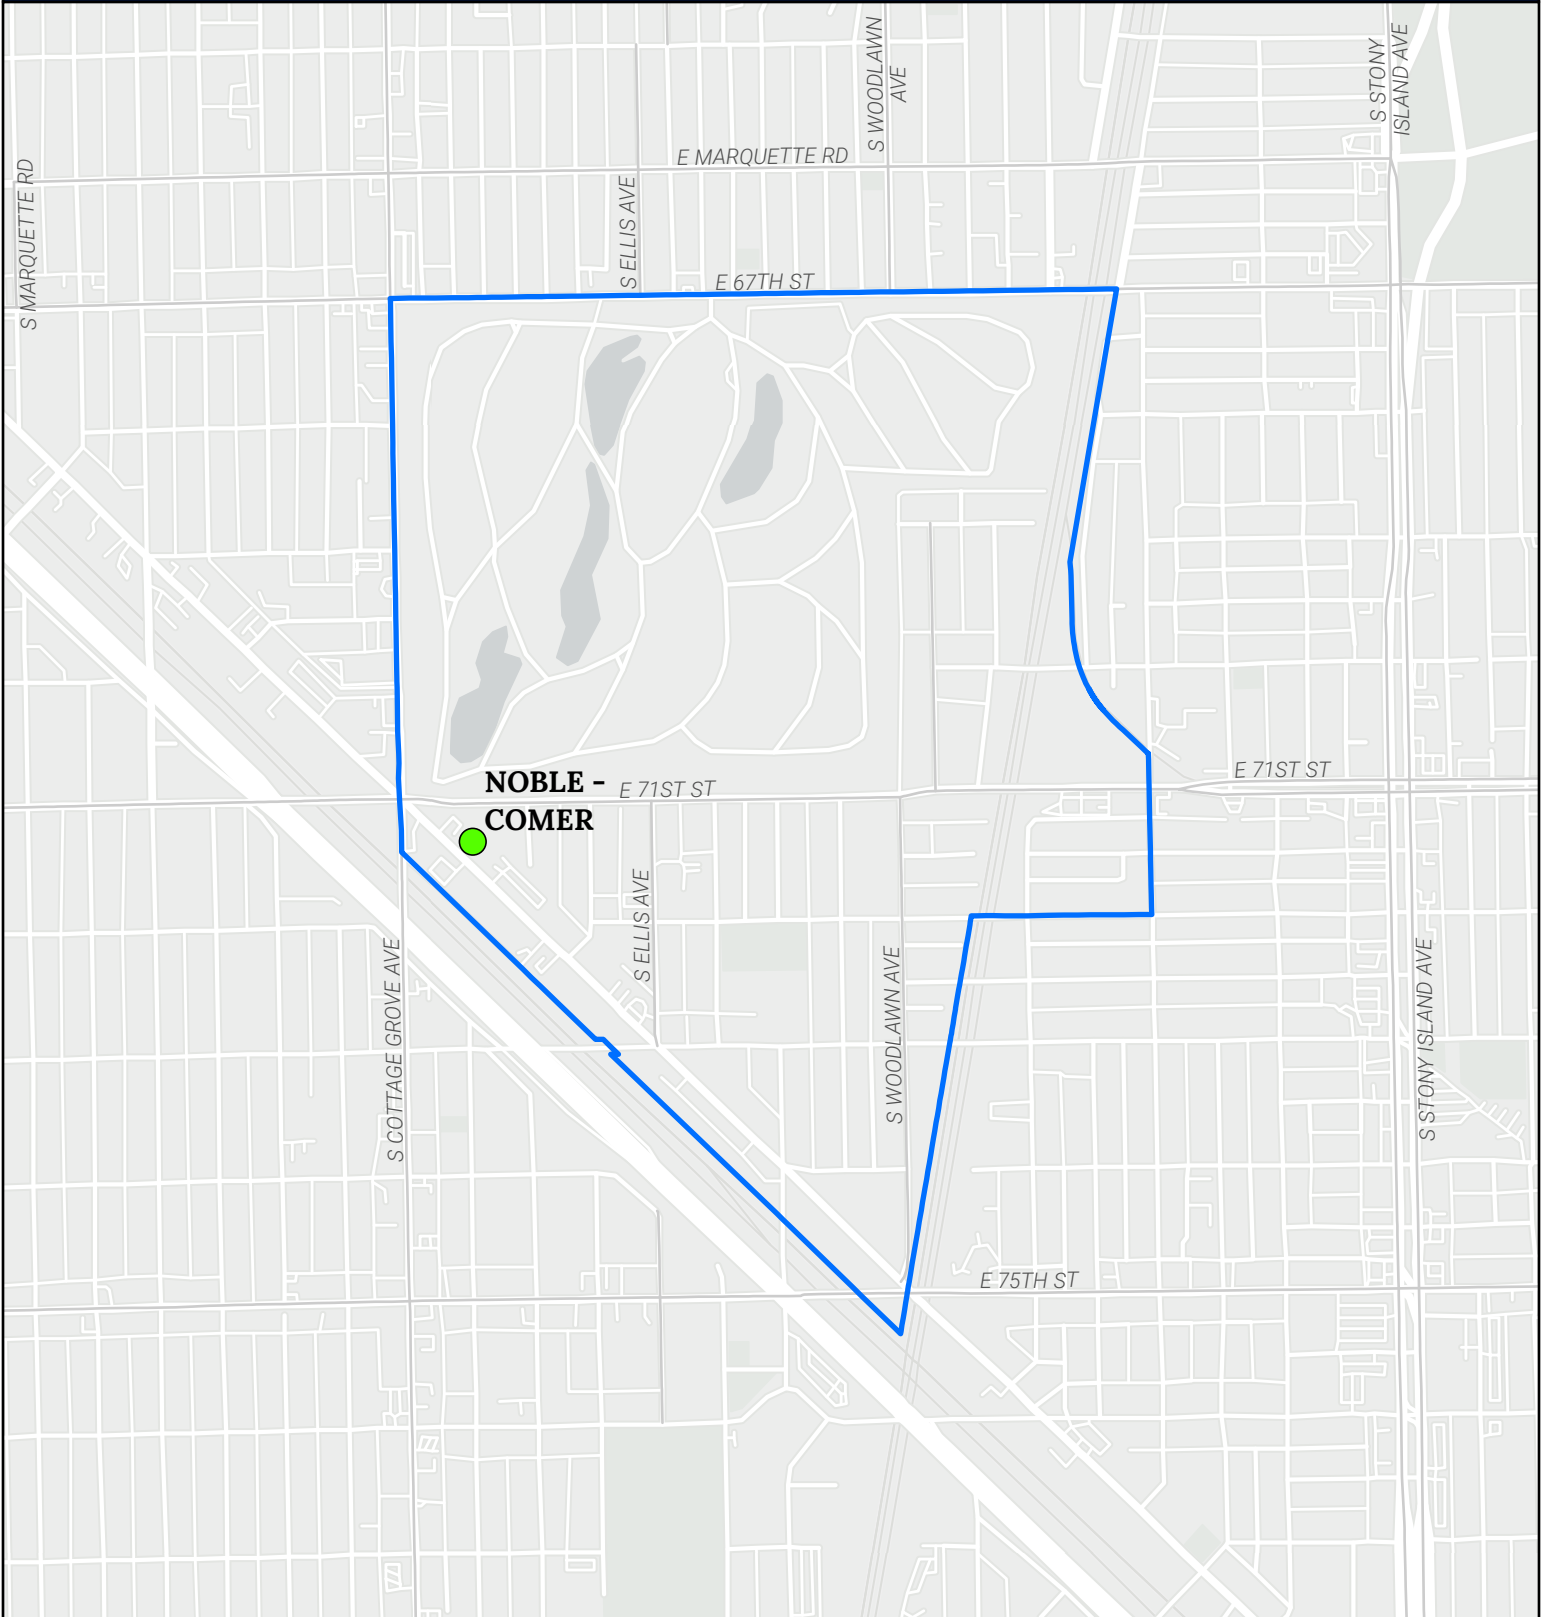 S WOODLAWN
AVE
S STONY
ISLAND AVE
E MARQUETTE RD
S MARQUETTE RD
S ELLIS AVE
E 67TH ST
E 71ST ST
NOBLE -
COMER
E 71ST ST
S ELLIS AVE
S COTTAGE GROVE AVE
S WOODLAWN AVE
S STONY ISLAND AVE
E 75TH ST